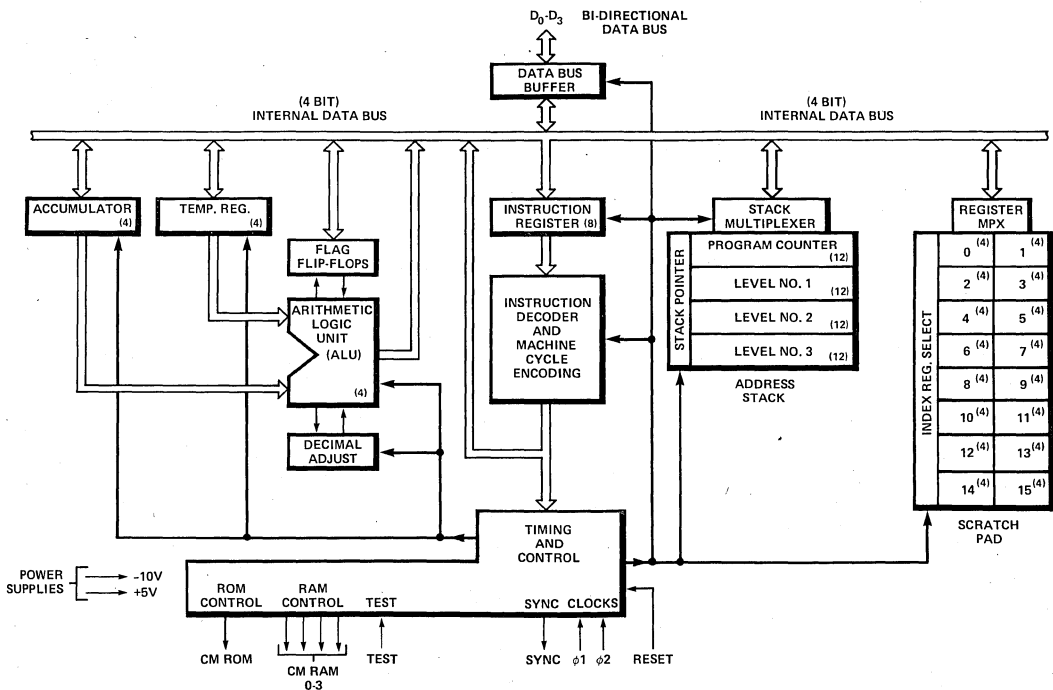 D0-D3 BI-DIRECTIONAL
DATA BUS
DATA BUS
BUFFER
(4 BIT)
INTERNAL DATA BUS
(4 BIT)
INTERNAL DATA BUS
ACCUMULATOR
(4)
TEMP. REG.
(4)
FLAG
FLIP-FLOPS
INSTRUCTION
REGISTER (8)
STACK
MULTIPLEXER
REGISTER
MPX
ARITHMETIC
LOGIC
UNIT
(ALU)
(4)
DECIMAL
ADJUST
INSTRUCTION
DECODER
AND
MACHINE
CYCLE
ENCODING
STACK POINTER
PROGRAM COUNTER
(12)
LEVEL NO. 1 (12)
LEVEL NO. 2 (12)
LEVEL NO. 3 (12)
ADDRESS
STACK
INDEX REG. SELECT
0 (4) 1 (4)
2 (4) 3 (4)
4 (4) 5 (4)
6 (4) 7 (4)
8 (4) 9 (4)
10 (4) 11 (4)
12 (4) 13 (4)
14 (4) 15 (4)
SCRATCH
PAD
TIMING
AND
CONTROL
POWER
SUPPLIES
-10V
+5V
ROM
CONTROL
RAM
CONTROL
TEST
SYNC
CLOCKS
CM ROM
CM RAM
0-3
TEST
SYNC
φ1
φ2
RESET